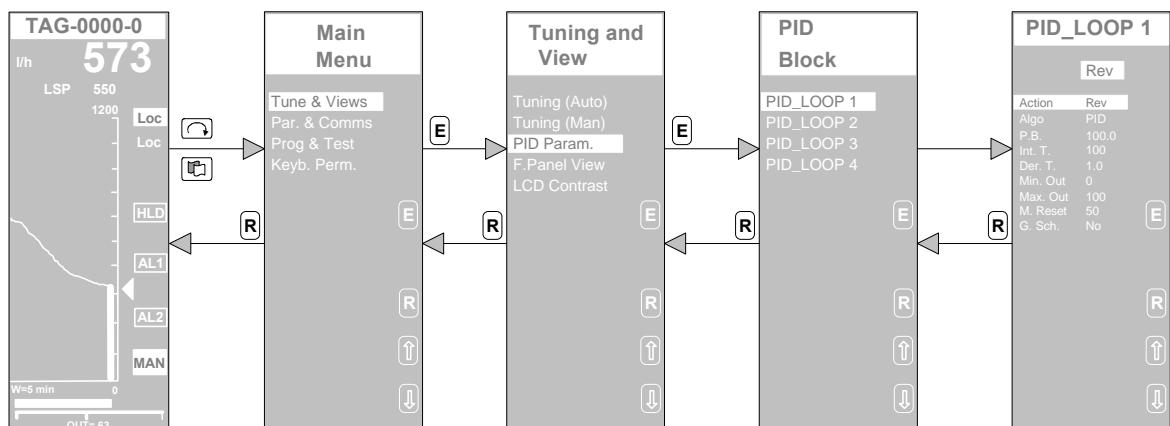 TAG-0000-0
l/h 573
LSP 550
1200
Loc
Loc
HLD
AL1
AL2
MAN
W=5 min 0
OUT= 63
R
Main
Menu
Tune & Views
Par. & Comms
Prog & Test
Keyb. Perm.
E
R
E
R
Tuning and
View
Tuning (Auto)
Tuning (Man)
PID Param.
F.Panel View
LCD Contrast
E
R
E
R
PID
Block
PID_LOOP 1
PID_LOOP 2
PID_LOOP 3
PID_LOOP 4
E
R
R
PID_LOOP 1
Rev
Action Rev
Algo PID
P.B. 100.0
Int. T. 100
Der. T. 1.0
Min. Out 0
Max. Out 100
M. Reset 50
G. Sch. No
E
R